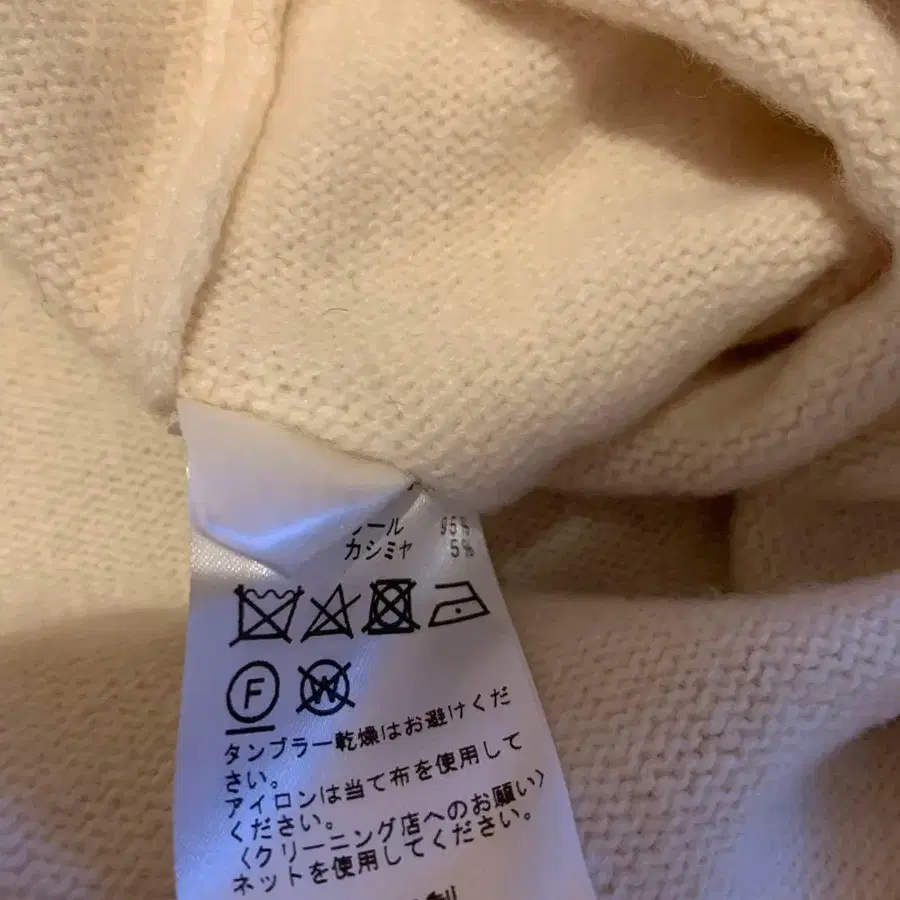 ウール 95%
カシミヤ 5%
F W
タンブラー乾燥はお避けくだ
さい。
アイロンは当て布を使用して
ください。
〈クリーニング店へのお願い〉
ネットを使用してください。